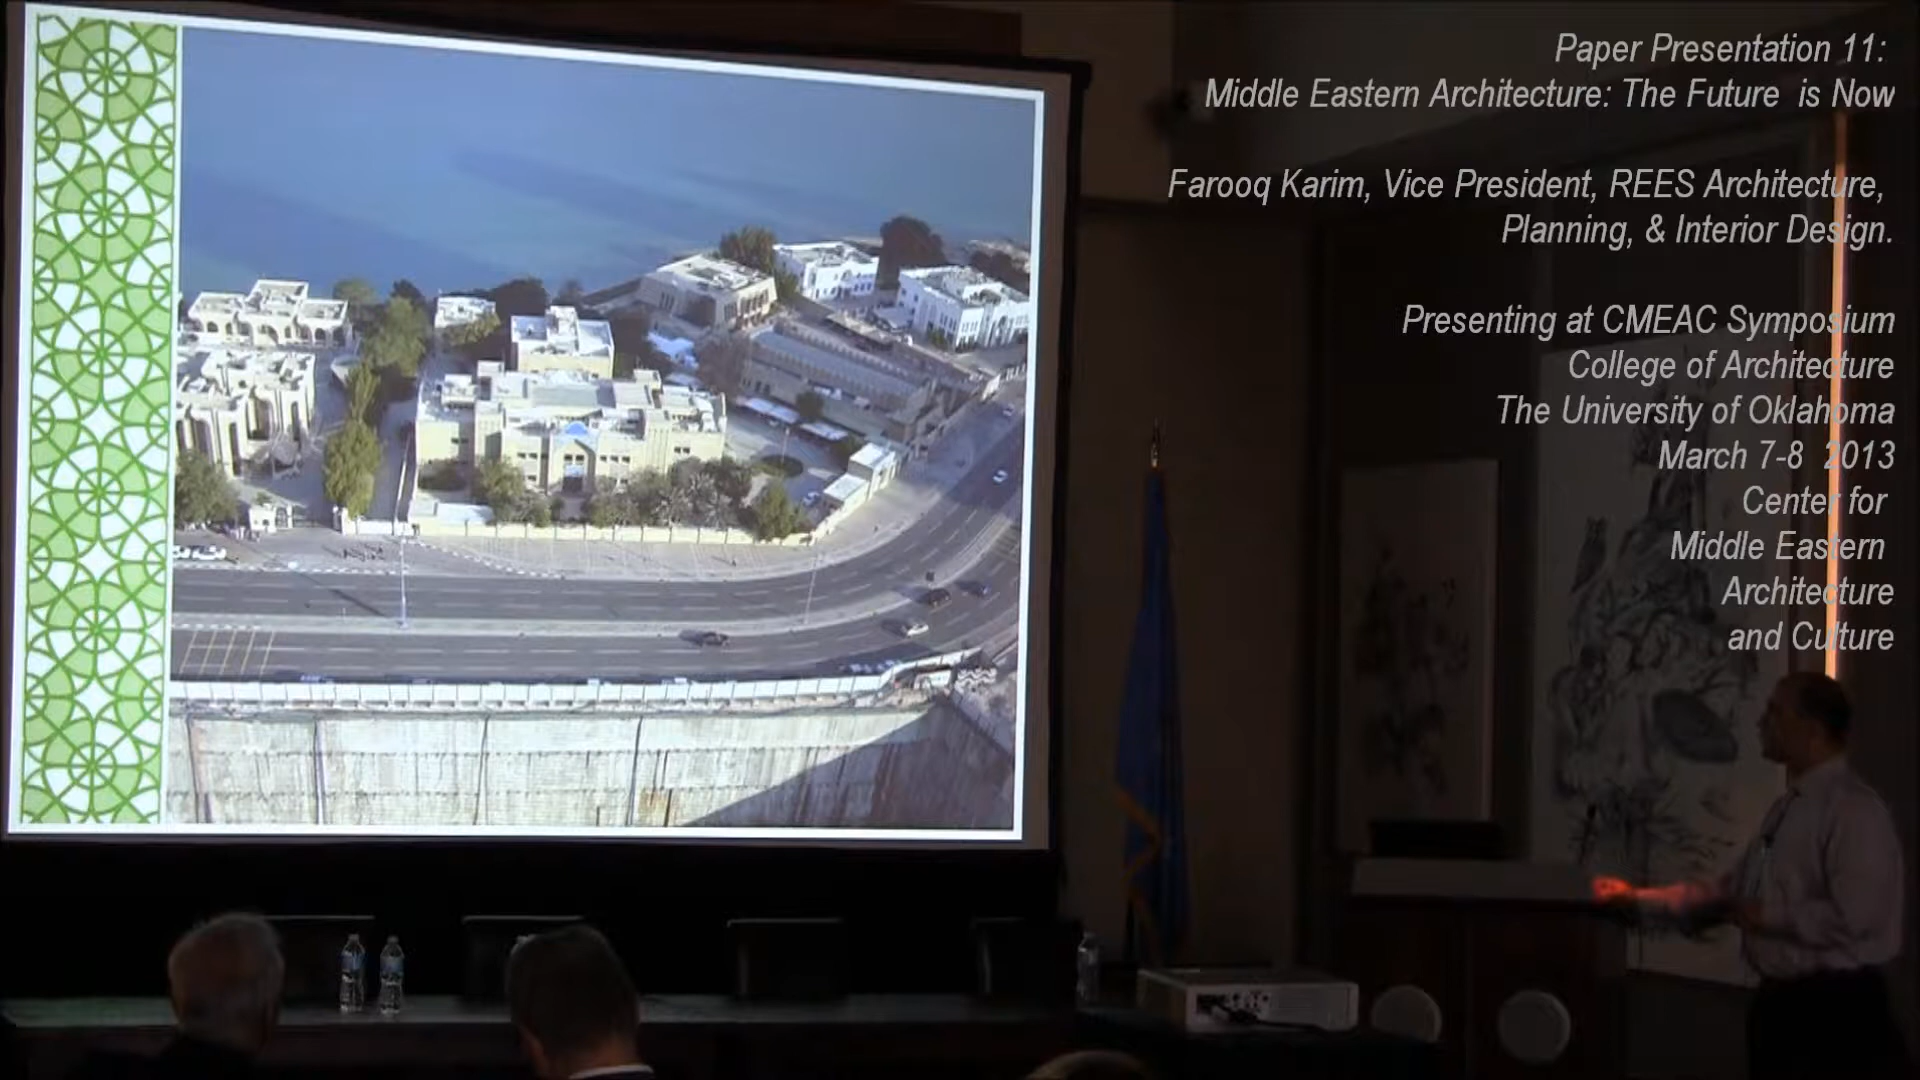 Paper Presentation 11:
Middle Eastern Architecture: The Future is Now
Farooq Karim, Vice President, REES Architecture,
Planning, & Interior Design.
Presenting at CMEAC Symposium
College of Architecture
The University of Oklahoma
March 7-8 2013
Center for
Middle Eastern
Architecture
and Culture